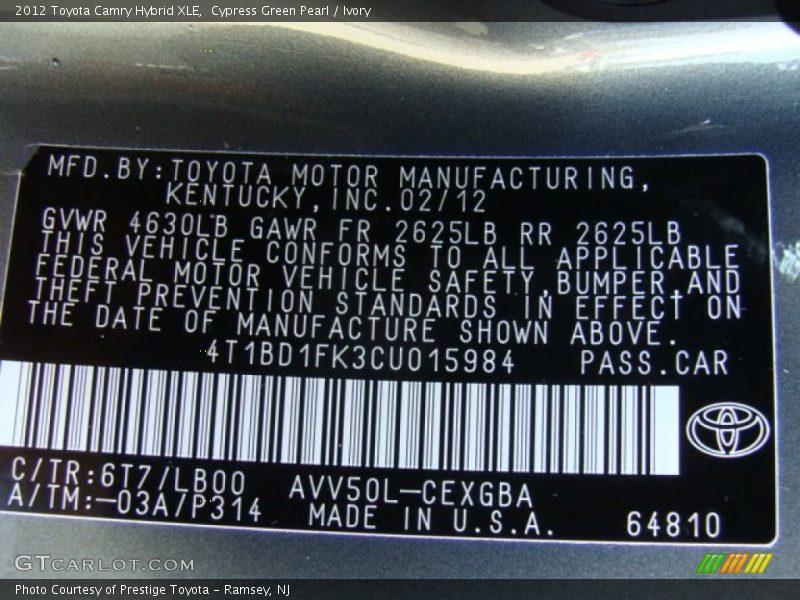 2012 Toyota Camry Hybrid XLE, Cypress Green Pearl / Ivory
MFD.BY:TOYOTA MOTOR MANUFACTURING,
KENTUCKY,INC.02/12
GVWR 4630LB GAWR FR 2625LB RR 2625LB
THIS VEHICLE CONFORMS TO ALL APPLICABLE
FEDERAL MOTOR VEHICLE SAFETY,BUMPER,AND
THEFT PREVENTION STANDARDS IN EFFECT ON
THE DATE OF MANUFACTURE SHOWN ABOVE.
4T1BD1FK3CU015984 PASS.CAR
C/TR:6T7/LB00 AVV50L-CEXGBA
A/TM:-03A/P314 MADE IN U.S.A. 64810
GTCARLOT.COM
Photo Courtesy of Prestige Toyota - Ramsey, NJ